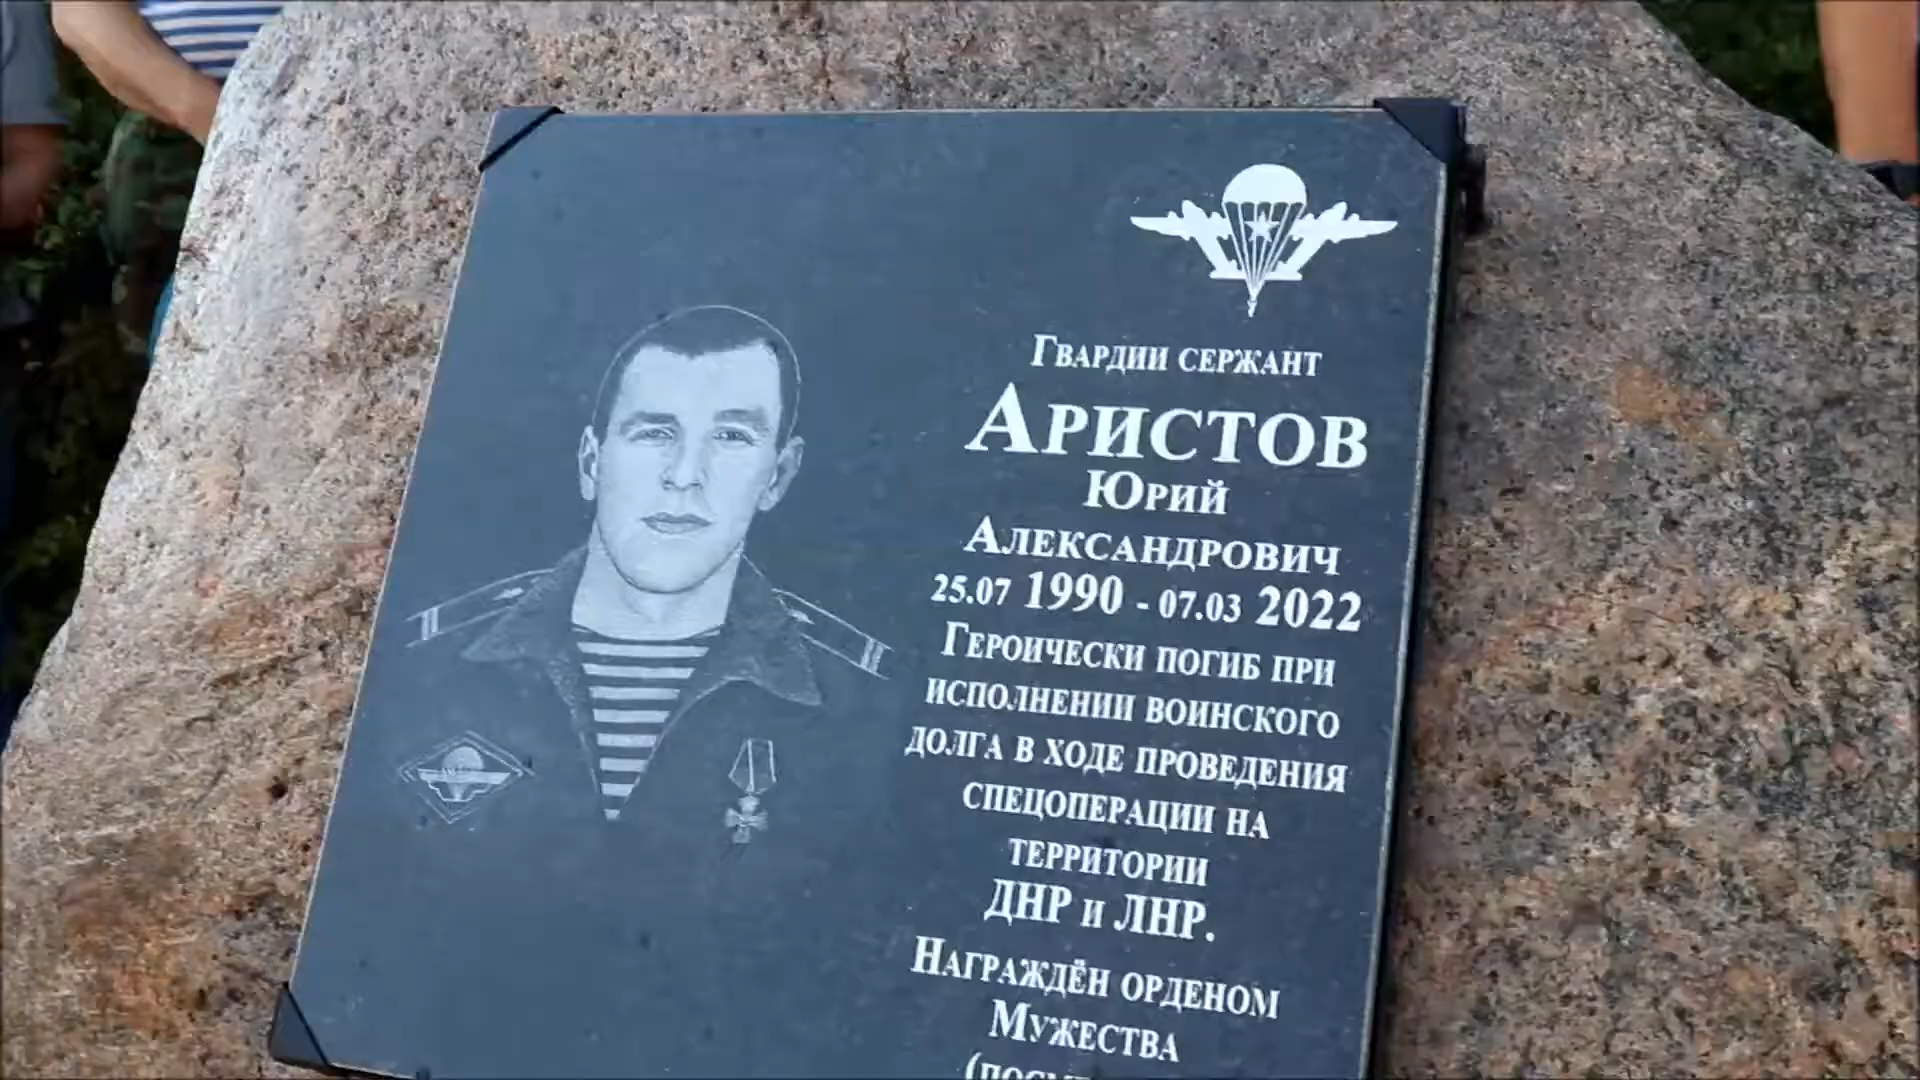 Гвардии сержант
Аристов
Юрий
Александрович
25.07 1990 - 07.03 2022
Героически погиб при
исполнении воинского
долга в ходе проведения
спецоперации на
территории
ДНР и ЛНР.
Награждён орденом
Мужества